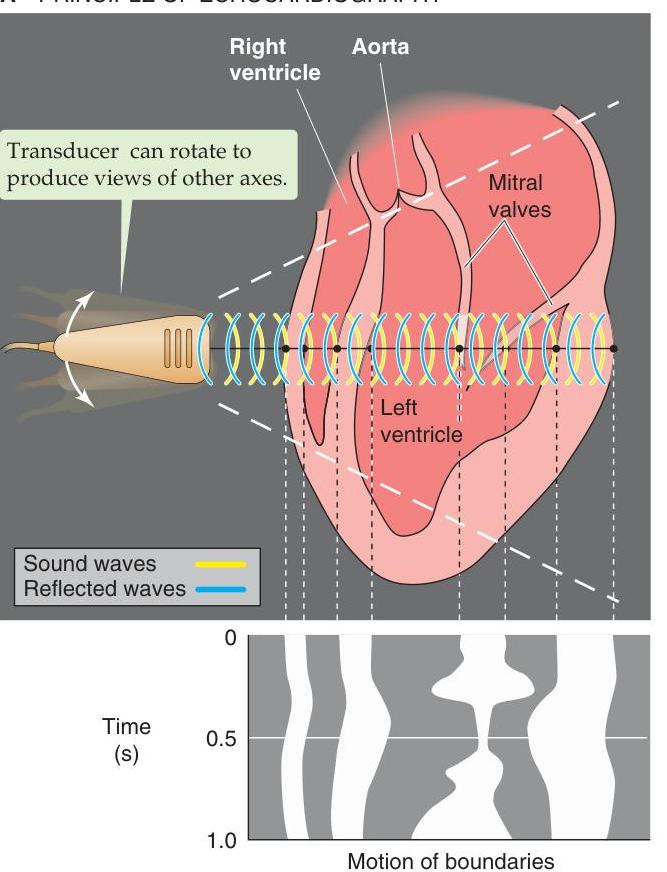 A PRINCIPLE OF ECHOCARDIOGRAPHY
Right
ventricle
Aorta
Transducer can rotate to
produce views of other axes.
Mitral
valves
Left
ventricle
Sound waves
Reflected waves
0
Time
(s)
0.5
1.0
Motion of boundaries